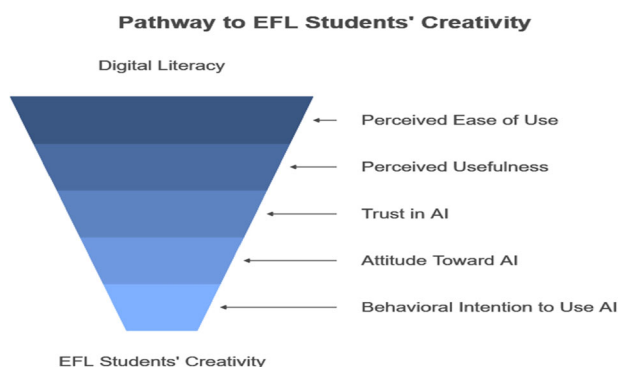 Pathway to EFL Students' Creativity
Digital Literacy
Perceived Ease of Use
Perceived Usefulness
Trust in AI
Attitude Toward AI
Behavioral Intention to Use AI
EFL Students' Creativity